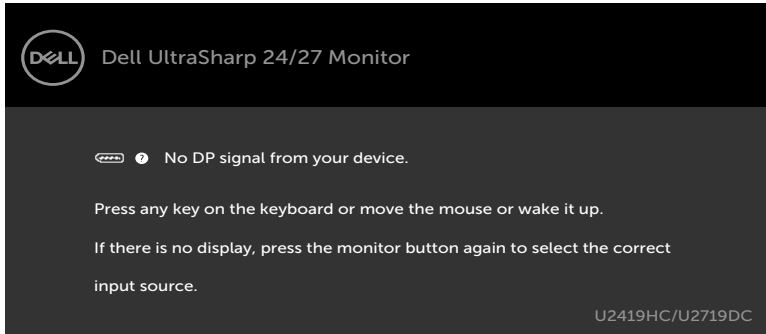 DELL Dell UltraSharp 24/27 Monitor
? No DP signal from your device.
Press any key on the keyboard or move the mouse or wake it up.
If there is no display, press the monitor button again to select the correct
input source.
U2419HC/U2719DC